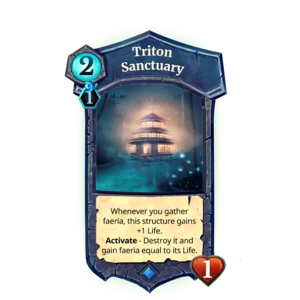 Triton
Sanctuary
2
1
Whenever you gather
faeria, this structure gains
+1 Life.
Activate - Destroy it and
gain faeria equal to its Life.
1